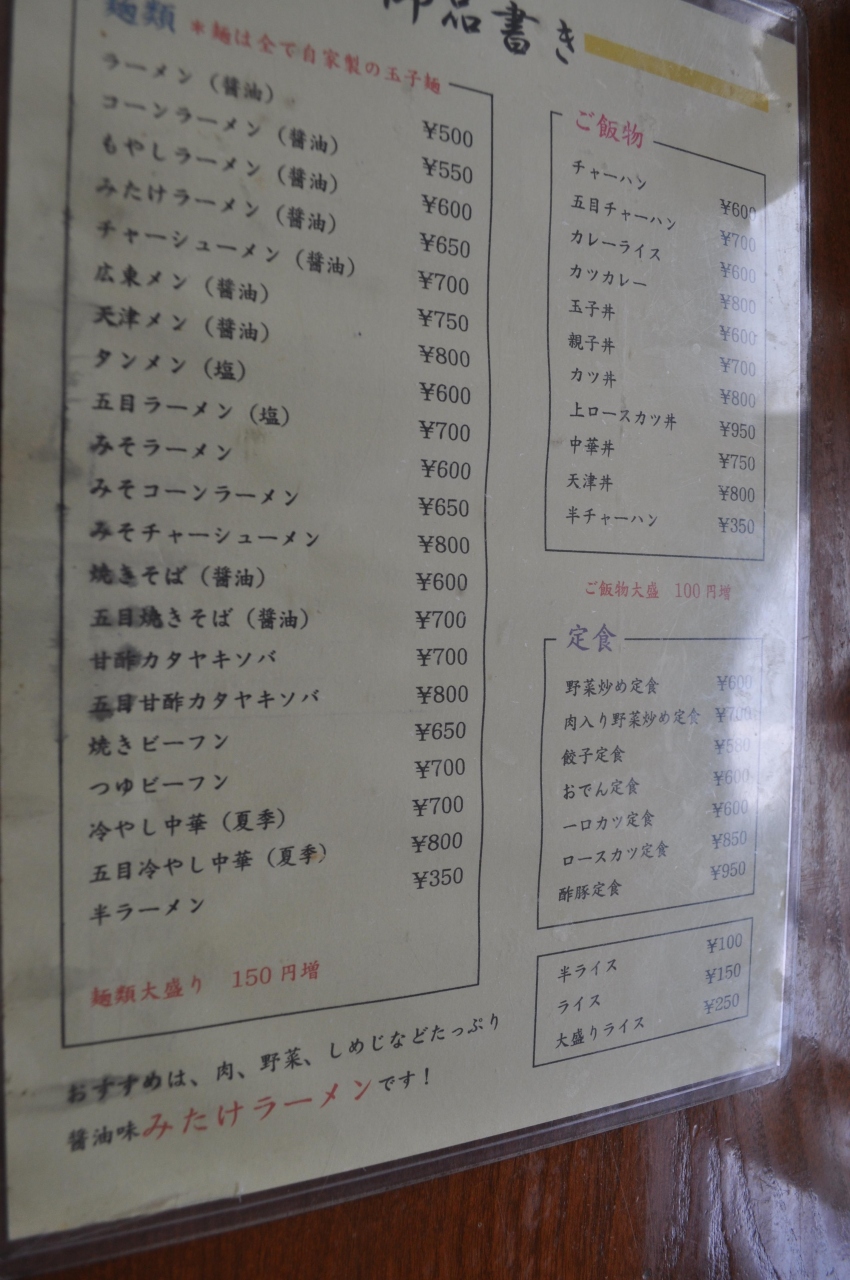 御品書き
麺類 *麺は全て自家製の玉子麺
ラーメン（醤油） ¥500
コーンラーメン（醤油） ¥550
もやしラーメン（醤油） ¥600
みたけラーメン（醤油） ¥650
チャーシューメン（醤油） ¥700
広東メン（醤油） ¥750
天津メン（醤油） ¥800
タンメン（塩） ¥600
五目ラーメン（塩） ¥700
みそラーメン ¥600
みそコーンラーメン ¥650
みそチャーシューメン ¥800
焼きそば（醤油） ¥600
五目焼きそば（醤油） ¥700
甘酢カタヤキソバ ¥700
五目甘酢カタヤキソバ ¥800
焼きビーフン ¥650
つゆビーフン ¥700
冷やし中華（夏季） ¥700
五目冷やし中華（夏季） ¥800
半ラーメン ¥350
麺類大盛り 150円増
おすすめは、肉、野菜、しめじなどたっぷり
醤油味みたけラーメンです！
ご飯物
チャーハン ¥600
五目チャーハン ¥700
カレーライス ¥600
カツカレー ¥800
玉子丼 ¥600
親子丼 ¥700
カツ丼 ¥800
上ロースカツ丼 ¥950
中華丼 ¥750
天津丼 ¥800
半チャーハン ¥350
ご飯物大盛 100円増
定食
野菜炒め定食 ¥600
肉入り野菜炒め定食 ¥700
餃子定食 ¥580
おでん定食 ¥600
一口カツ定食 ¥600
ロースカツ定食 ¥850
酢豚定食 ¥950
半ライス ¥100
ライス ¥150
大盛りライス ¥250